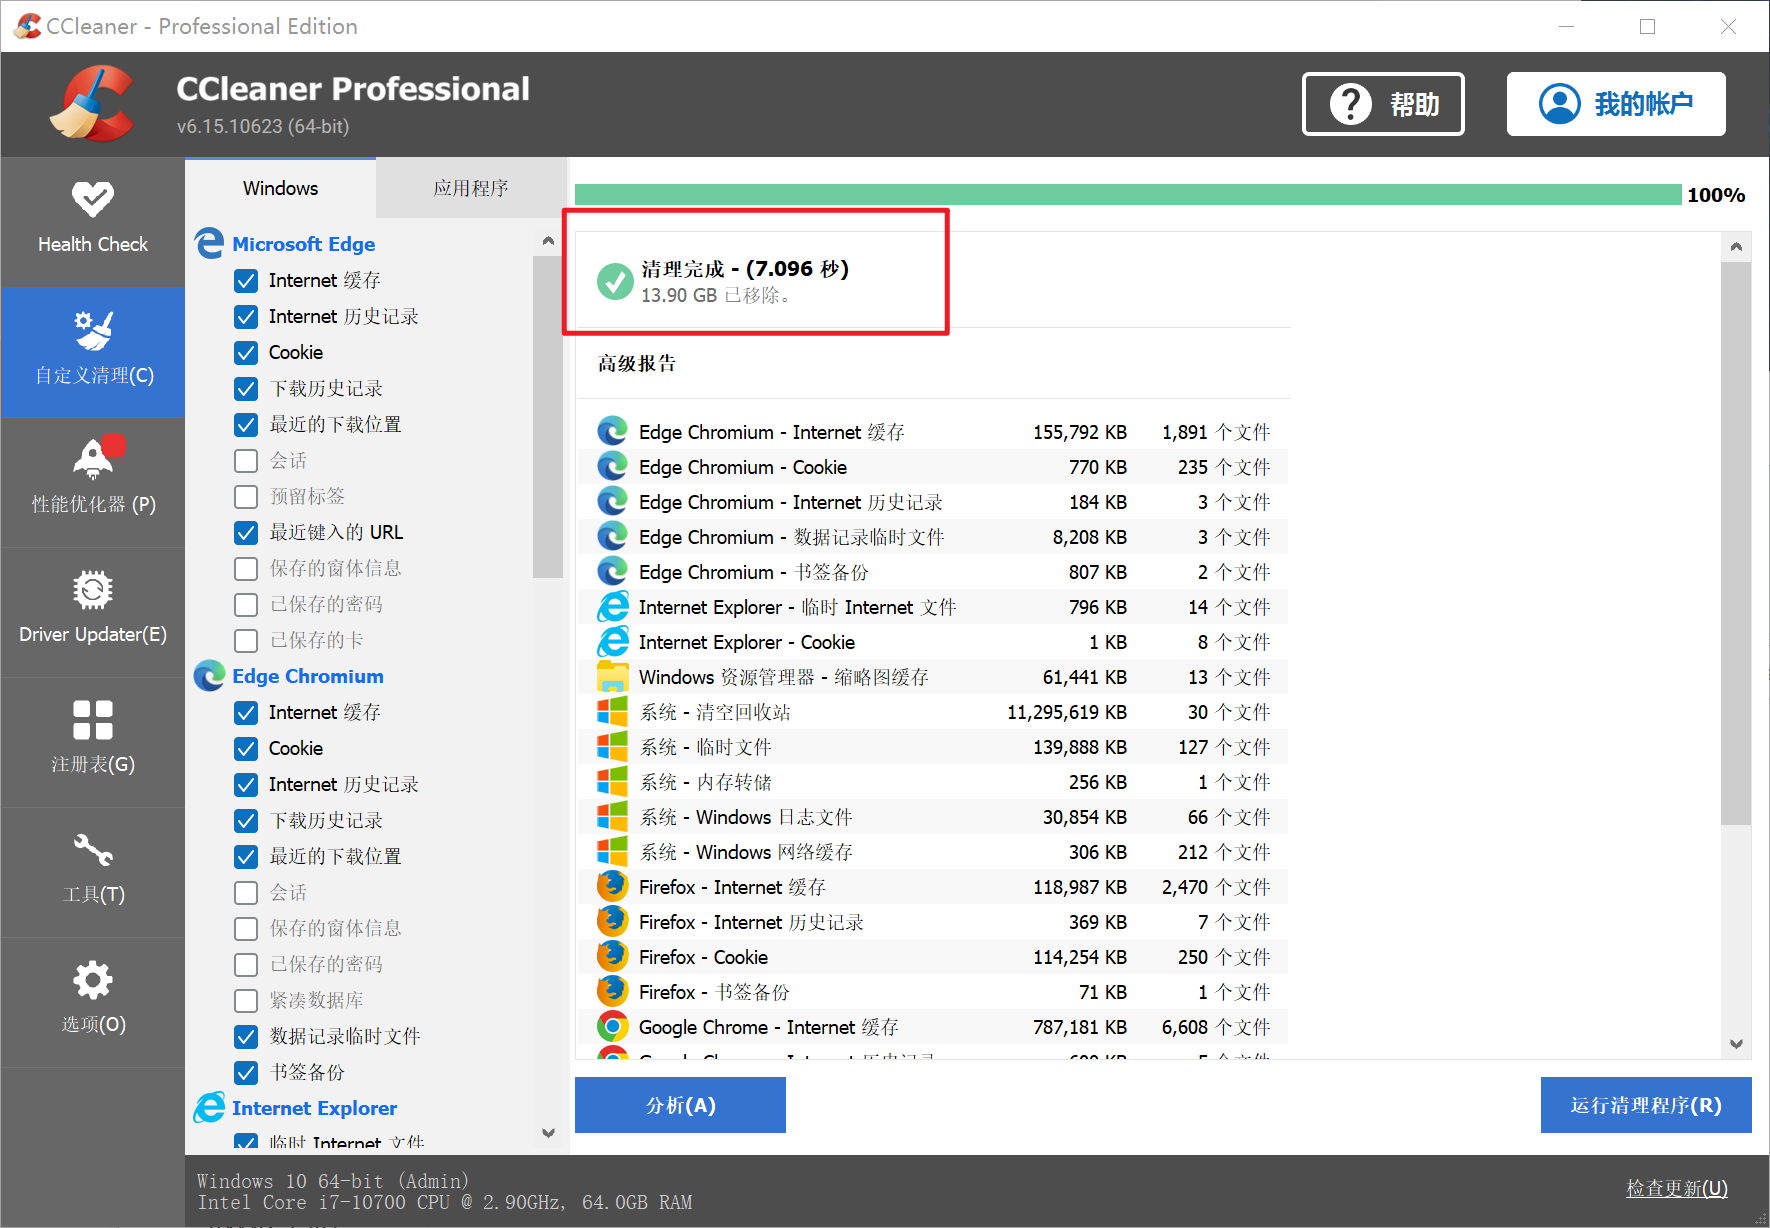 CCleaner - Professional Edition
CCleaner Professional
v6.15.10623 (64-bit)
帮助
我的帐户
Health Check
自定义清理(C)
性能优化器 (P)
Driver Updater(E)
注册表(G)
工具(T)
选项(O)
Windows
应用程序
Microsoft Edge
Internet 缓存
Internet 历史记录
Cookie
下载历史记录
最近的下载位置
会话
预留标签
最近键入的 URL
保存的窗体信息
已保存的密码
已保存的卡
Edge Chromium
Internet 缓存
Cookie
Internet 历史记录
下载历史记录
最近的下载位置
会话
保存的窗体信息
已保存的密码
紧凑数据库
数据记录临时文件
书签备份
Internet Explorer
临时 Internet 文件
100%
清理完成 - (7.096 秒)
13.90 GB 已移除。
高级报告
Edge Chromium - Internet 缓存 155,792 KB 1,891 个文件
Edge Chromium - Cookie 770 KB 235 个文件
Edge Chromium - Internet 历史记录 184 KB 3 个文件
Edge Chromium - 数据记录临时文件 8,208 KB 3 个文件
Edge Chromium - 书签备份 807 KB 2 个文件
Internet Explorer - 临时 Internet 文件 796 KB 14 个文件
Internet Explorer - Cookie 1 KB 8 个文件
Windows 资源管理器 - 缩略图缓存 61,441 KB 13 个文件
系统 - 清空回收站 11,295,619 KB 30 个文件
系统 - 临时文件 139,888 KB 127 个文件
系统 - 内存转储 256 KB 1 个文件
系统 - Windows 日志文件 30,854 KB 66 个文件
系统 - Windows 网络缓存 306 KB 212 个文件
Firefox - Internet 缓存 118,987 KB 2,470 个文件
Firefox - Internet 历史记录 369 KB 7 个文件
Firefox - Cookie 114,254 KB 250 个文件
Firefox - 书签备份 71 KB 1 个文件
Google Chrome - Internet 缓存 787,181 KB 6,608 个文件
Google Chrome - Internet 历史记录 KB 个文件
分析(A)
运行清理程序(R)
Windows 10 64-bit (Admin)
Intel Core i7-10700 CPU @ 2.90GHz, 64.0GB RAM
检查更新(U)